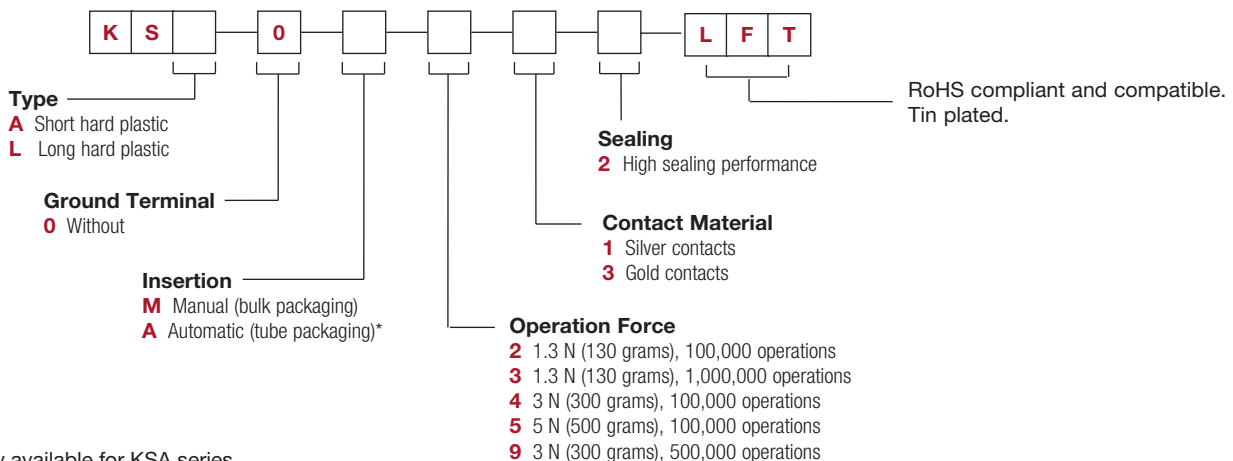 K S 0 L F T
Type
A Short hard plastic
L Long hard plastic
Ground Terminal
0 Without
Insertion
M Manual (bulk packaging)
A Automatic (tube packaging)*
Operation Force
2 1.3 N (130 grams), 100,000 operations
3 1.3 N (130 grams), 1,000,000 operations
4 3 N (300 grams), 100,000 operations
5 5 N (500 grams), 100,000 operations
9 3 N (300 grams), 500,000 operations
Contact Material
1 Silver contacts
3 Gold contacts
Sealing
2 High sealing performance
RoHS compliant and compatible.
Tin plated.
available for KSA series